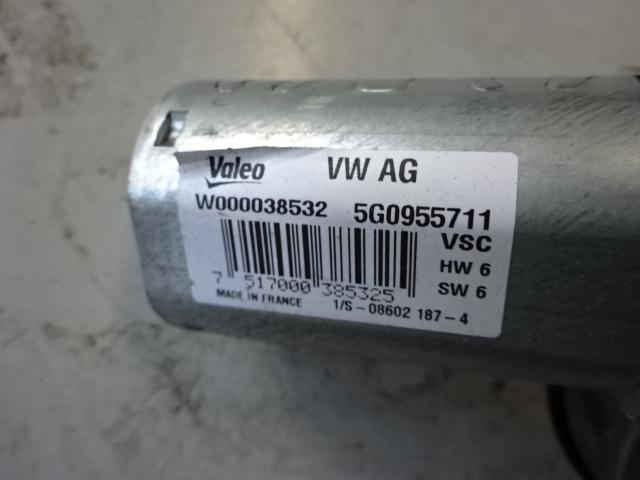 Valeo VW AG
W000038532 5G0955711
VSC
HW 6
7 517000 385325
SW 6
MADE IN FRANCE 1/S-08602 187-4